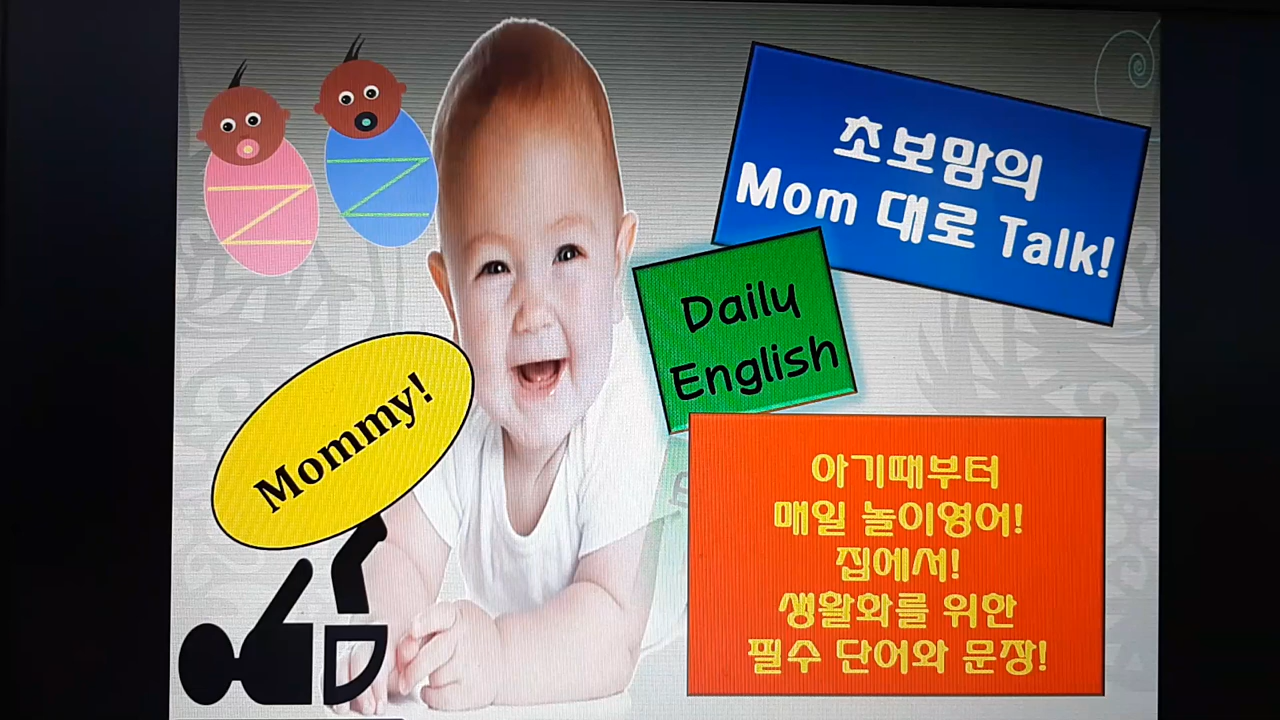 초보맘의
Mom 대로 Talk!
Daily
English
Mommy!
아기때부터
매일 놀이영어!
집에서!
생활화를 위한
필수 단어와 문장!